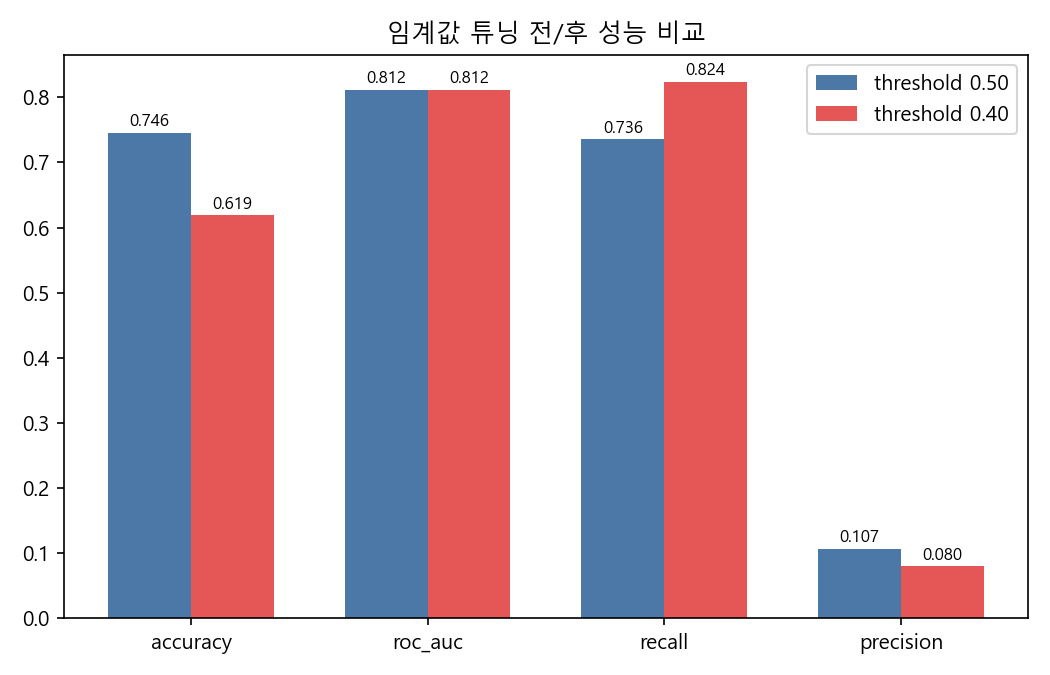 임계값 튜닝 전/후 성능 비교
threshold 0.50
threshold 0.40
0.8
0.7
0.6
0.5
0.4
0.3
0.2
0.1
0.0
0.746
0.619
0.812
0.812
0.736
0.824
0.107
0.080
accuracy
roc_auc
recall
precision